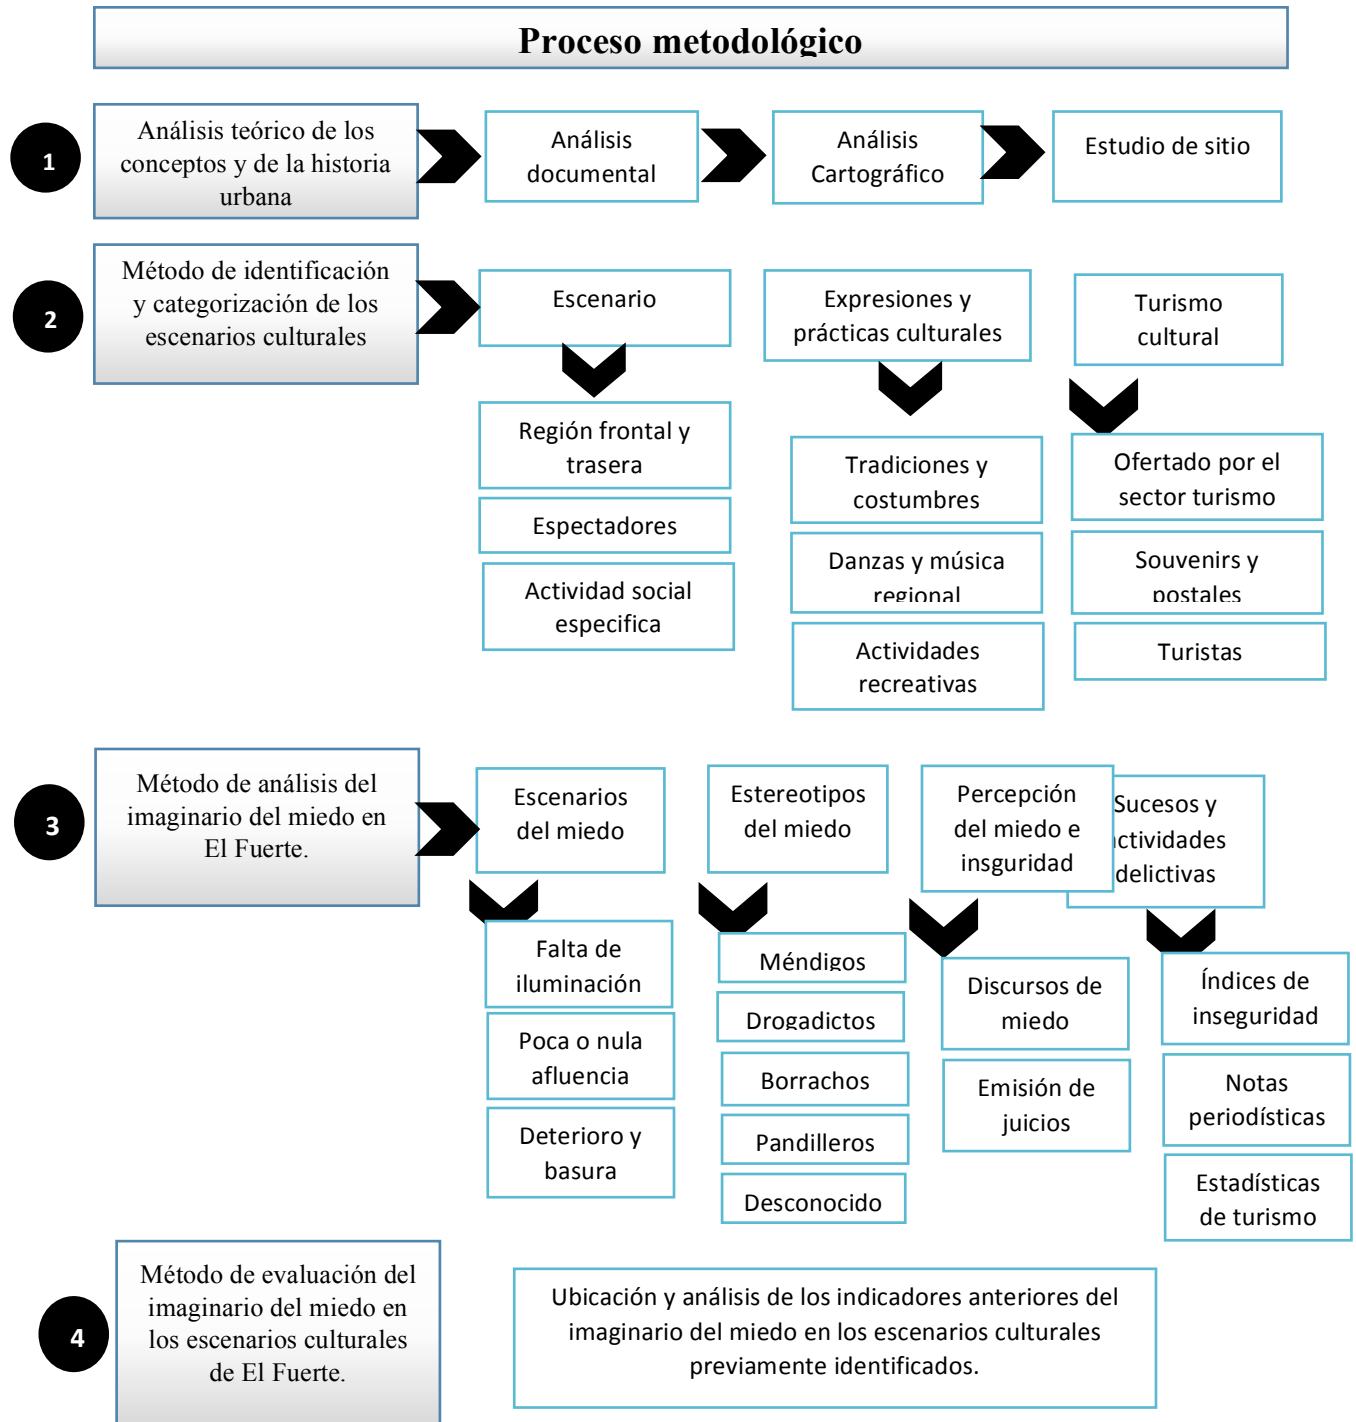 Proceso metodológico
1
Análisis teórico de los
conceptos y de la historia
urbana
Análisis
documental
Análisis
Cartográfico
Estudio de sitio
2
Método de identificación
y categorización de los
escenarios culturales
Escenario
Expresiones y
prácticas culturales
Turismo
cultural
Región frontal y
trasera
Espectadores
Actividad social
especifica
Tradiciones y
costumbres
Danzas y música
regional
Actividades
recreativas
Ofertado por el
sector turismo
Souvenirs y
postales
Turistas
3
Método de análisis del
imaginario del miedo en
El Fuerte.
Escenarios
del miedo
Estereotipos
del miedo
Percepción
del miedo e
insguridad
Sucesos y
actividades
delictivas
Falta de
iluminación
Poca o nula
afluencia
Deterioro y
basura
Méndigos
Drogadictos
Borrachos
Pandilleros
Desconocido
Discursos de
miedo
Emisión de
juicios
Índices de
inseguridad
Notas
periodísticas
Estadísticas
de turismo
4
Método de evaluación del
imaginario del miedo en
los escenarios culturales
de El Fuerte.
Ubicación y análisis de los indicadores anteriores del
imaginario del miedo en los escenarios culturales
previamente identificados.